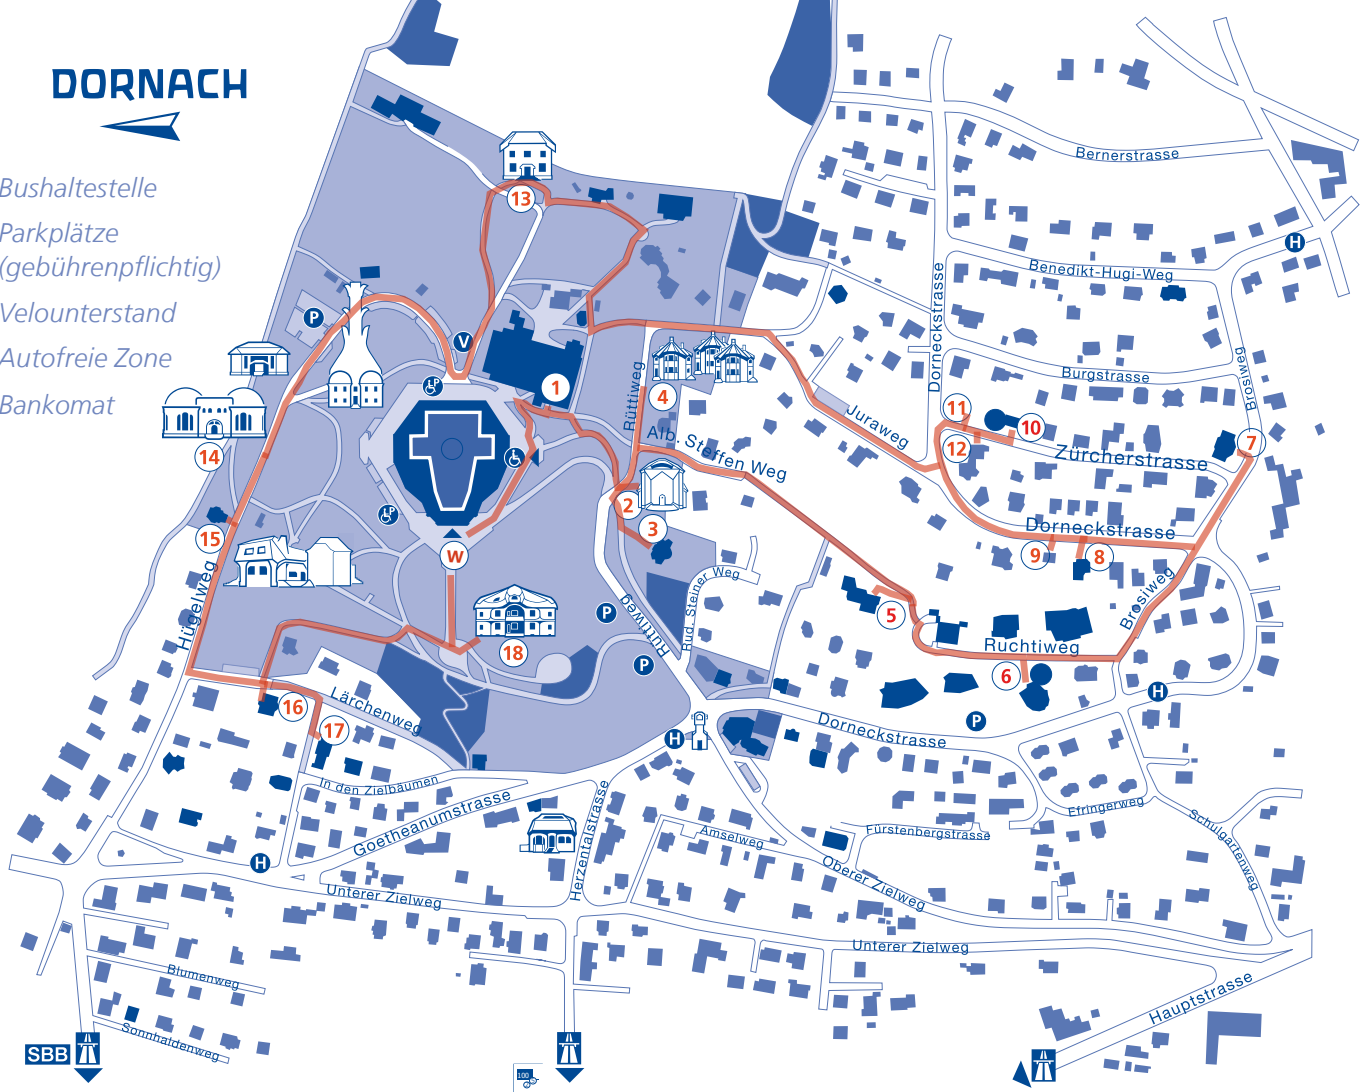 DORNACH
Bushaltestelle
Parkplätze
(gebührenpflichtig)
Velounterstand
Autofreie Zone
Bankomat
Bernerstrasse
H
Benedikt-Hugi-Weg
Dorneckstrasse
Burgstrasse
Brosiweg
13
P
V
LP
1
4
Rüttiweg
Juraweg
11
10
12
7
Alb. Steffen Weg
Zürcherstrasse
14
2
3
LP
15
W
Dorneckstrasse
9
8
Hügelweg
Rud. Steiner Weg
Brosiweg
P
Rüttiweg
5
18
Ruchtiweg
P
6
H
16
Lärchenweg
17
H
Dorneckstrasse
P
In den Zielbäumen
Goetheanumstrasse
Herzentalstrasse
Efringerweg
Schulgartenweg
Amselweg
Fürstenbergstrasse
H
Oberer Zielweg
Unterer Zielweg
Unterer Zielweg
Blumenweg
Hauptstrasse
Sonnhaldenweg
SBB
100